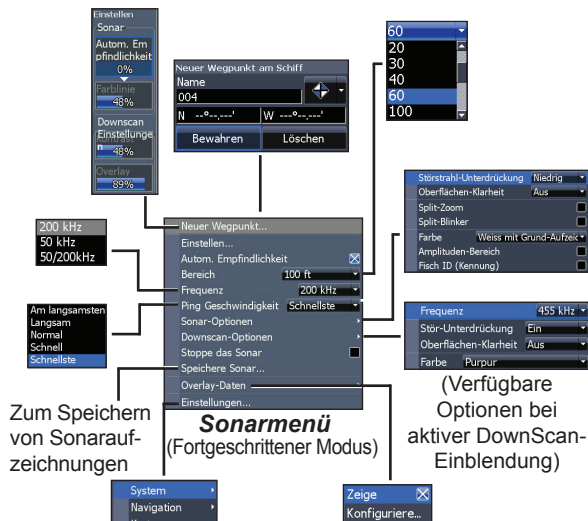 Einstellen
Sonar
Autom. Em
pfindlichkeit
0%
Farblinie
48%
Downscan
Einstellunge
n
Kontrast
48%
Overlay
89%
Neuer Wegpunkt am Schiff
Name
004
N --°--.---'
W ---°--.---'
Bewahren
Löschen
60
20
30
40
60
100
200 kHz
50 kHz
50/200kHz
Am langsamsten
Langsam
Normal
Schnell
Schnellste
Neuer Wegpunkt...
Einstellen...
Autom. Empfindlichkeit
Bereich 100 ft
Frequenz 200 kHz
Ping Geschwindigkeit Schnellste
Sonar-Optionen
Downscan-Optionen
Stoppe das Sonar
Speichere Sonar...
Overlay-Daten
Einstellungen...
Störstrahl-Unterdrückung Niedrig
Oberflächen-Klarheit Aus
Split-Zoom
Split-Blinker
Farbe Weiss mit Grund-Aufzeic
Amplituden-Bereich
Fisch ID (Kennung)
Frequenz 455 kHz
Stör-Unterdrückung Ein
Oberflächen-Klarheit Aus
Farbe Purpur
(Verfügbare
Optionen bei
aktiver DownScan-
Einblendung)
Zum Speichern
von Sonarauf-
zeichnungen
Sonarmenü
(Fortgeschrittener Modus)
System
Navigation
Zeige
Konfiguriere...